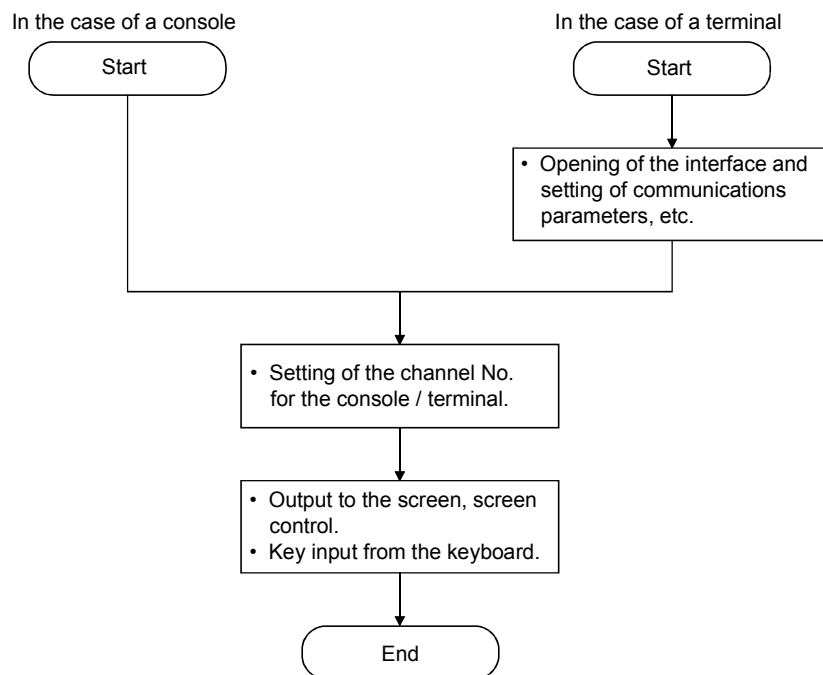 In the case of a console
In the case of a terminal
Start
Start
• Opening of the interface and
setting of communications
parameters, etc.
• Setting of the channel No.
for the console / terminal.
• Output to the screen, screen
control.
• Key input from the keyboard.
End